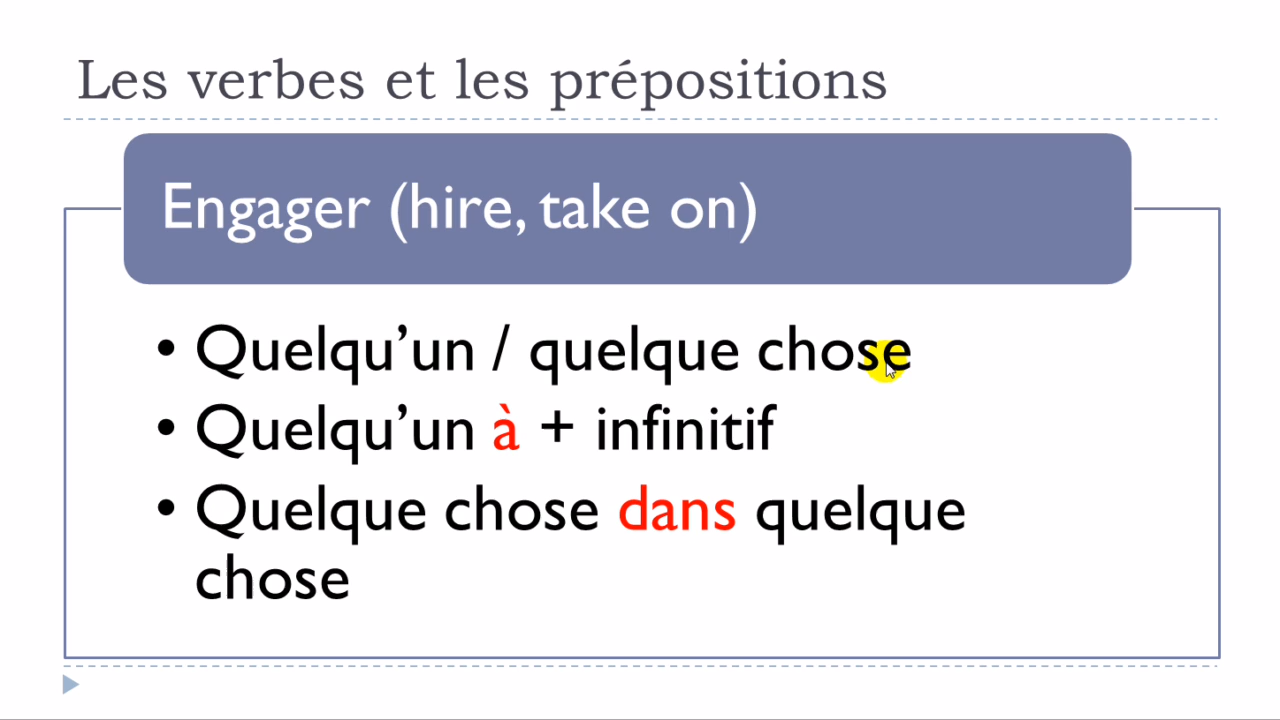 Les verbes et les prépositions
Engager (hire, take on)
• Quelqu’un / quelque chose
• Quelqu’un à + infinitif
• Quelque chose dans quelque
chose